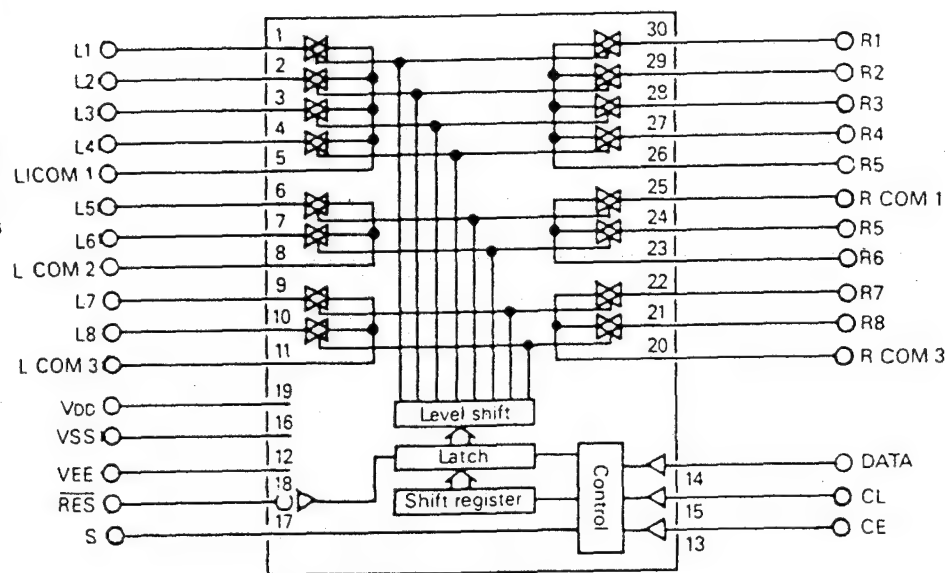 L1 1 30 R1
L2 2 29 R2
L3 3 28 R3
L4 4 27 R4
LICOM 1 5 26 R5
L5 6 25 R COM 1
L6 7 24 R5
L COM 2 8 23 R6
L7 9 22 R7
L8 10 21 R8
L COM 3 11 20 R COM 3
VDD 19
Level shift
VSS 16
VEE 12
Latch
Control
14 DATA
RES 18
Shift register
15 CL
S 17
13 CE